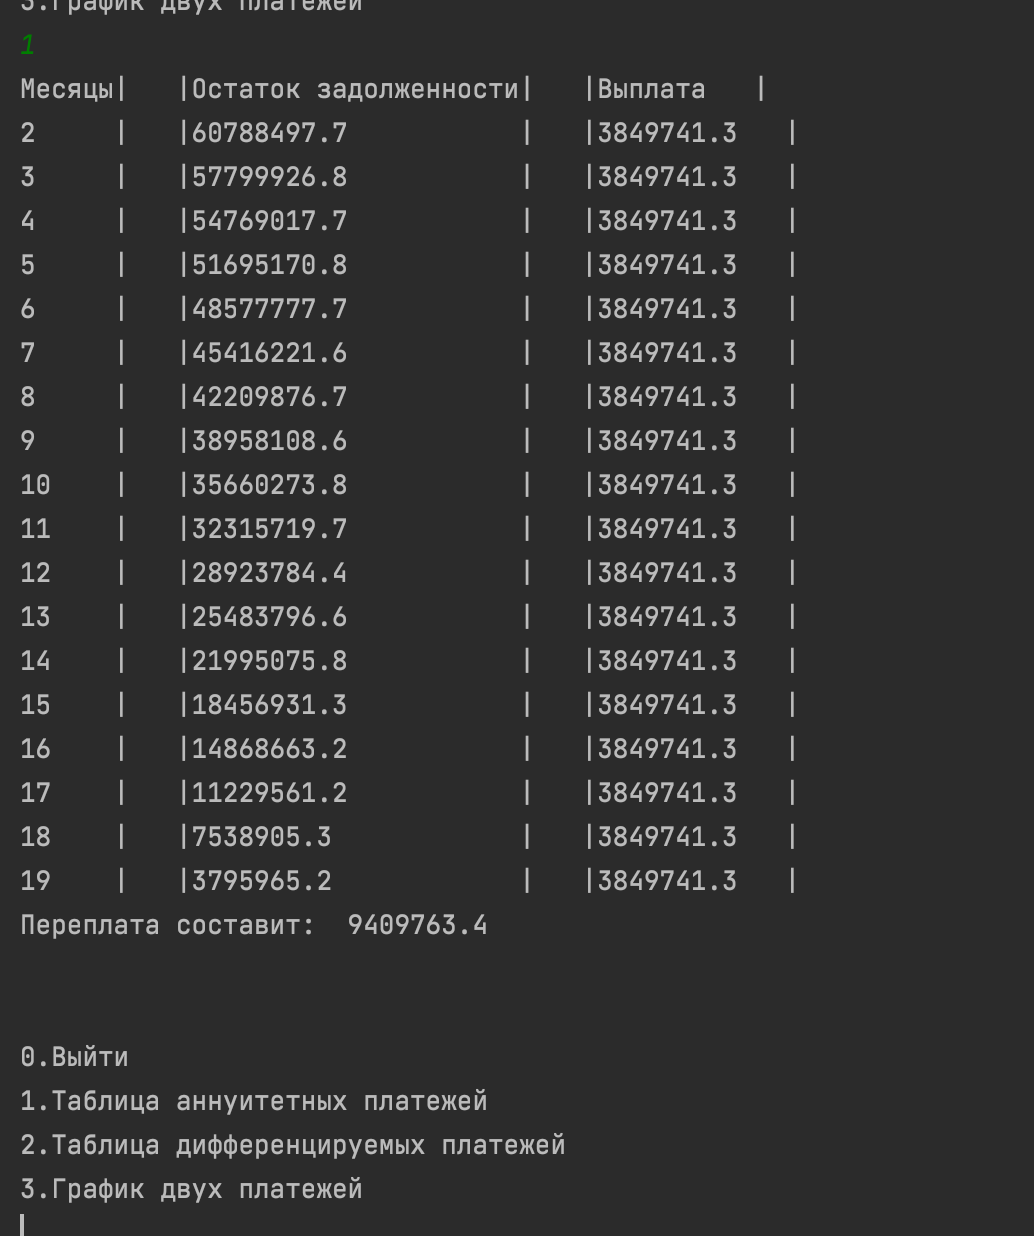 3.График двух платежей
1
Месяцы|   |Остаток задолженности|   |Выплата   |
2     |   |60788497.7           |   |3849741.3   |
3     |   |57799926.8           |   |3849741.3   |
4     |   |54769017.7           |   |3849741.3   |
5     |   |51695170.8           |   |3849741.3   |
6     |   |48577777.7           |   |3849741.3   |
7     |   |45416221.6           |   |3849741.3   |
8     |   |42209876.7           |   |3849741.3   |
9     |   |38958108.6           |   |3849741.3   |
10    |   |35660273.8           |   |3849741.3   |
11    |   |32315719.7           |   |3849741.3   |
12    |   |28923784.4           |   |3849741.3   |
13    |   |25483796.6           |   |3849741.3   |
14    |   |21995075.8           |   |3849741.3   |
15    |   |18456931.3           |   |3849741.3   |
16    |   |14868663.2           |   |3849741.3   |
17    |   |11229561.2           |   |3849741.3   |
18    |   |7538905.3            |   |3849741.3   |
19    |   |3795965.2            |   |3849741.3   |
Переплата составит:  9409763.4
0.Выйти
1.Таблица аннуитетных платежей
2.Таблица дифференцируемых платежей
3.График двух платежей